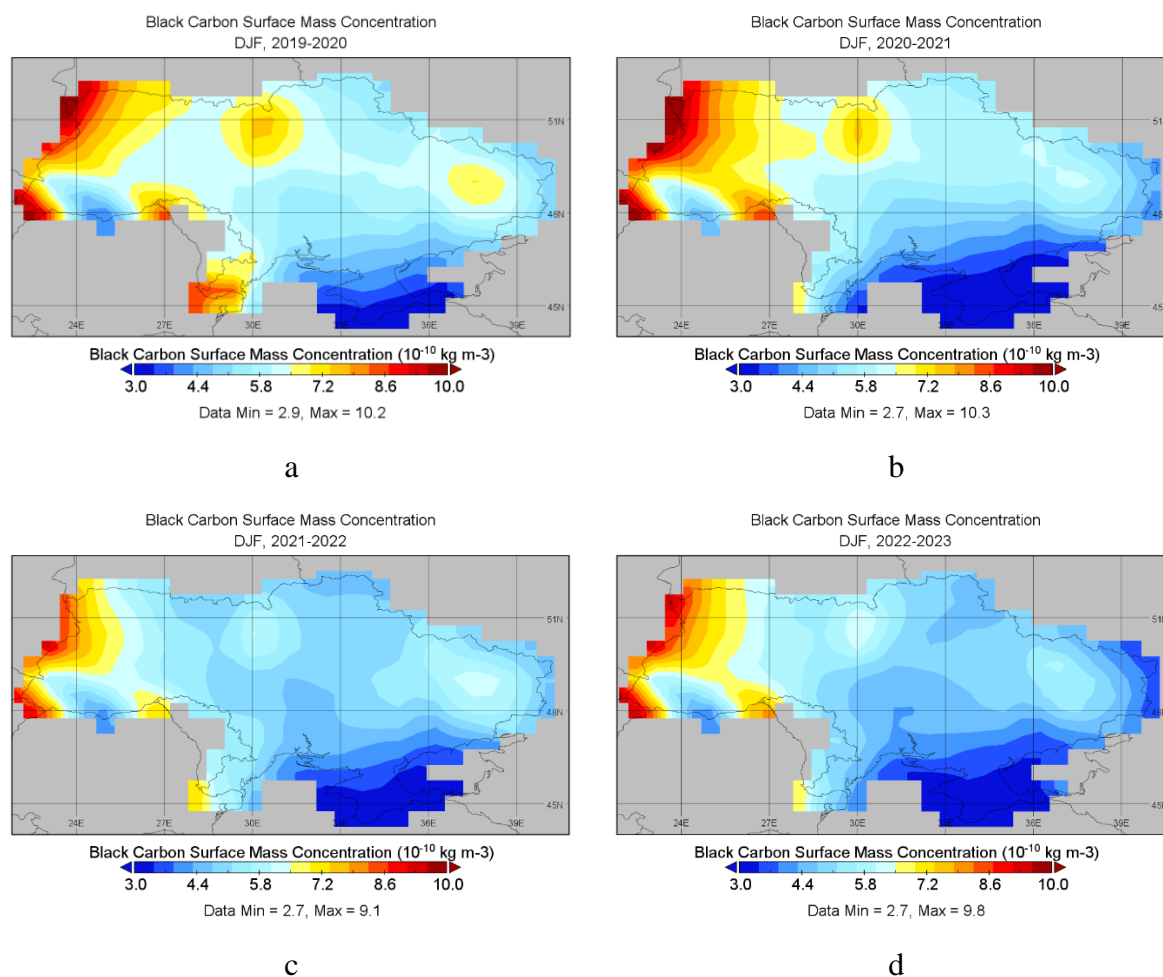 Black Carbon Surface Mass Concentration
DJF, 2019-2020
51N
48N
45N
24E 27E 30E 33E 36E 39E
Black Carbon Surface Mass Concentration (10⁻¹⁰ kg m-3)
3.0 4.4 5.8 7.2 8.6 10.0
Data Min = 2.9, Max = 10.2
a
Black Carbon Surface Mass Concentration
DJF, 2020-2021
51N
48N
45N
24E 27E 30E 33E 36E 39E
Black Carbon Surface Mass Concentration (10⁻¹⁰ kg m-3)
3.0 4.4 5.8 7.2 8.6 10.0
Data Min = 2.7, Max = 10.3
b
Black Carbon Surface Mass Concentration
DJF, 2021-2022
51N
48N
45N
24E 27E 30E 33E 36E 39E
Black Carbon Surface Mass Concentration (10⁻¹⁰ kg m-3)
3.0 4.4 5.8 7.2 8.6 10.0
Data Min = 2.7, Max = 9.1
c
Black Carbon Surface Mass Concentration
DJF, 2022-2023
51N
48N
45N
24E 27E 30E 33E 36E 39E
Black Carbon Surface Mass Concentration (10⁻¹⁰ kg m-3)
3.0 4.4 5.8 7.2 8.6 10.0
Data Min = 2.7, Max = 9.8
d